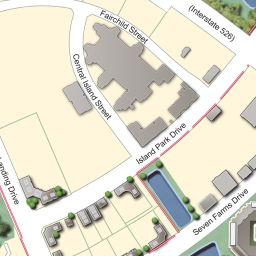 Fairchild Street
(Interstate 526)
Central Island Street
Island Park Drive
Landing Drive
Seven Farms Drive